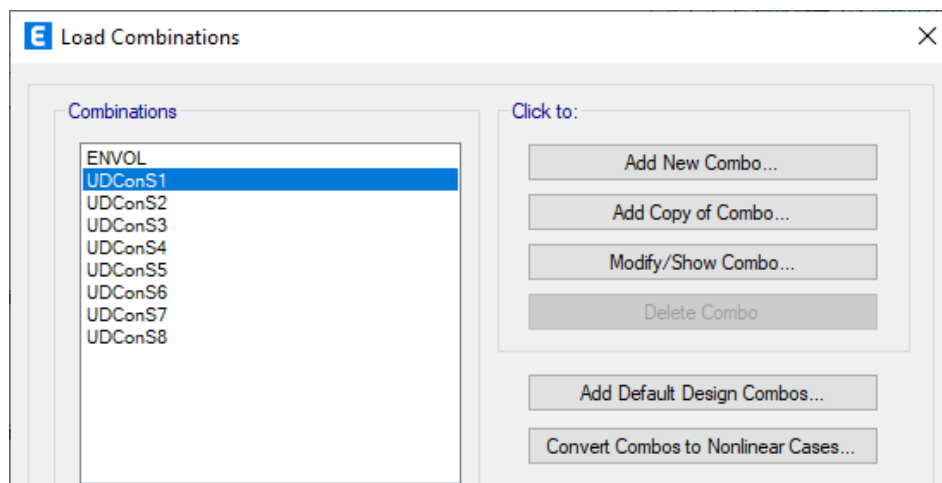 E Load Combinations
Combinations
ENVOL
UDConS1
UDConS2
UDConS3
UDConS4
UDConS5
UDConS6
UDConS7
UDConS8
Click to:
Add New Combo...
Add Copy of Combo...
Modify/Show Combo...
Delete Combo
Add Default Design Combos...
Convert Combos to Nonlinear Cases...